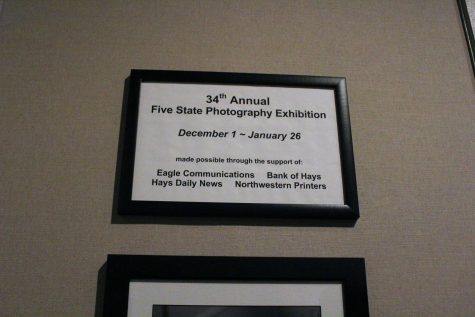 34th Annual
Five State Photography Exhibition
December 1 ~ January 26
made possible through the support of:
Eagle Communications Bank of Hays
Hays Daily News Northwestern Printers